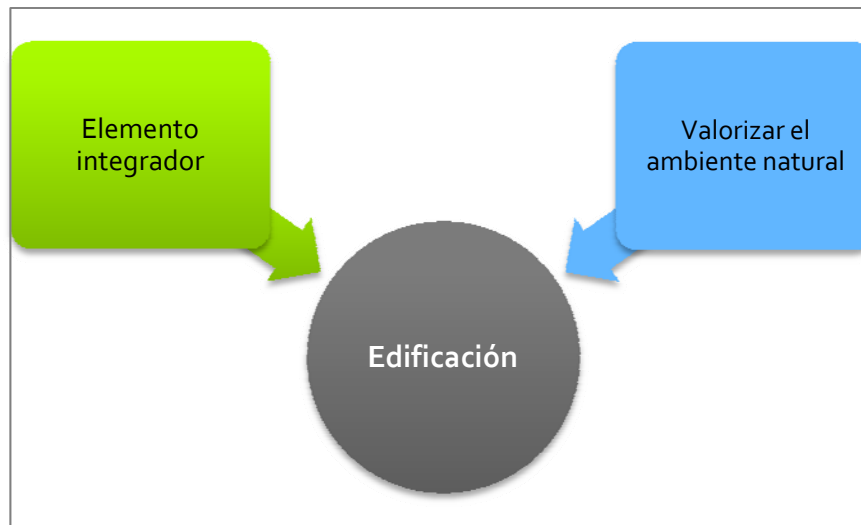 Elemento
integrador
Valorizar el
ambiente natural
Edificación